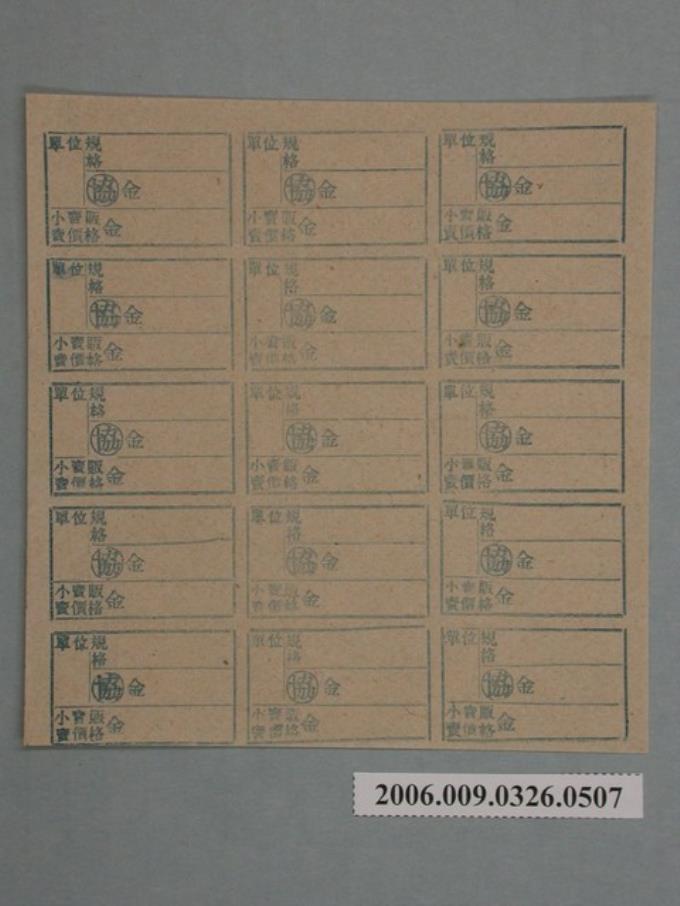 單位 規格
協 金
小賣販
賣價格 金
單位 規格
協 金
小賣販
賣價格 金
單位 規格
協 金
小賣販
賣價格 金
單位 規格
協 金
小賣販
賣價格 金
單位 規格
協 金
小賣販
賣價格 金
單位 規格
協 金
小賣販
賣價格 金
單位 規格
協 金
小賣販
賣價格 金
單位 規格
協 金
小賣販
賣價格 金
單位 規格
協 金
小賣販
賣價格 金
單位 規格
協 金
小賣販
賣價格 金
單位 規格
協 金
小賣販
賣價格 金
單位 規格
協 金
小賣販
賣價格 金
單位 規格
協 金
小賣販
賣價格 金
單位 規格
協 金
小賣販
賣價格 金
單位 規格
協 金
小賣販
賣價格 金
2006.009.0326.0507